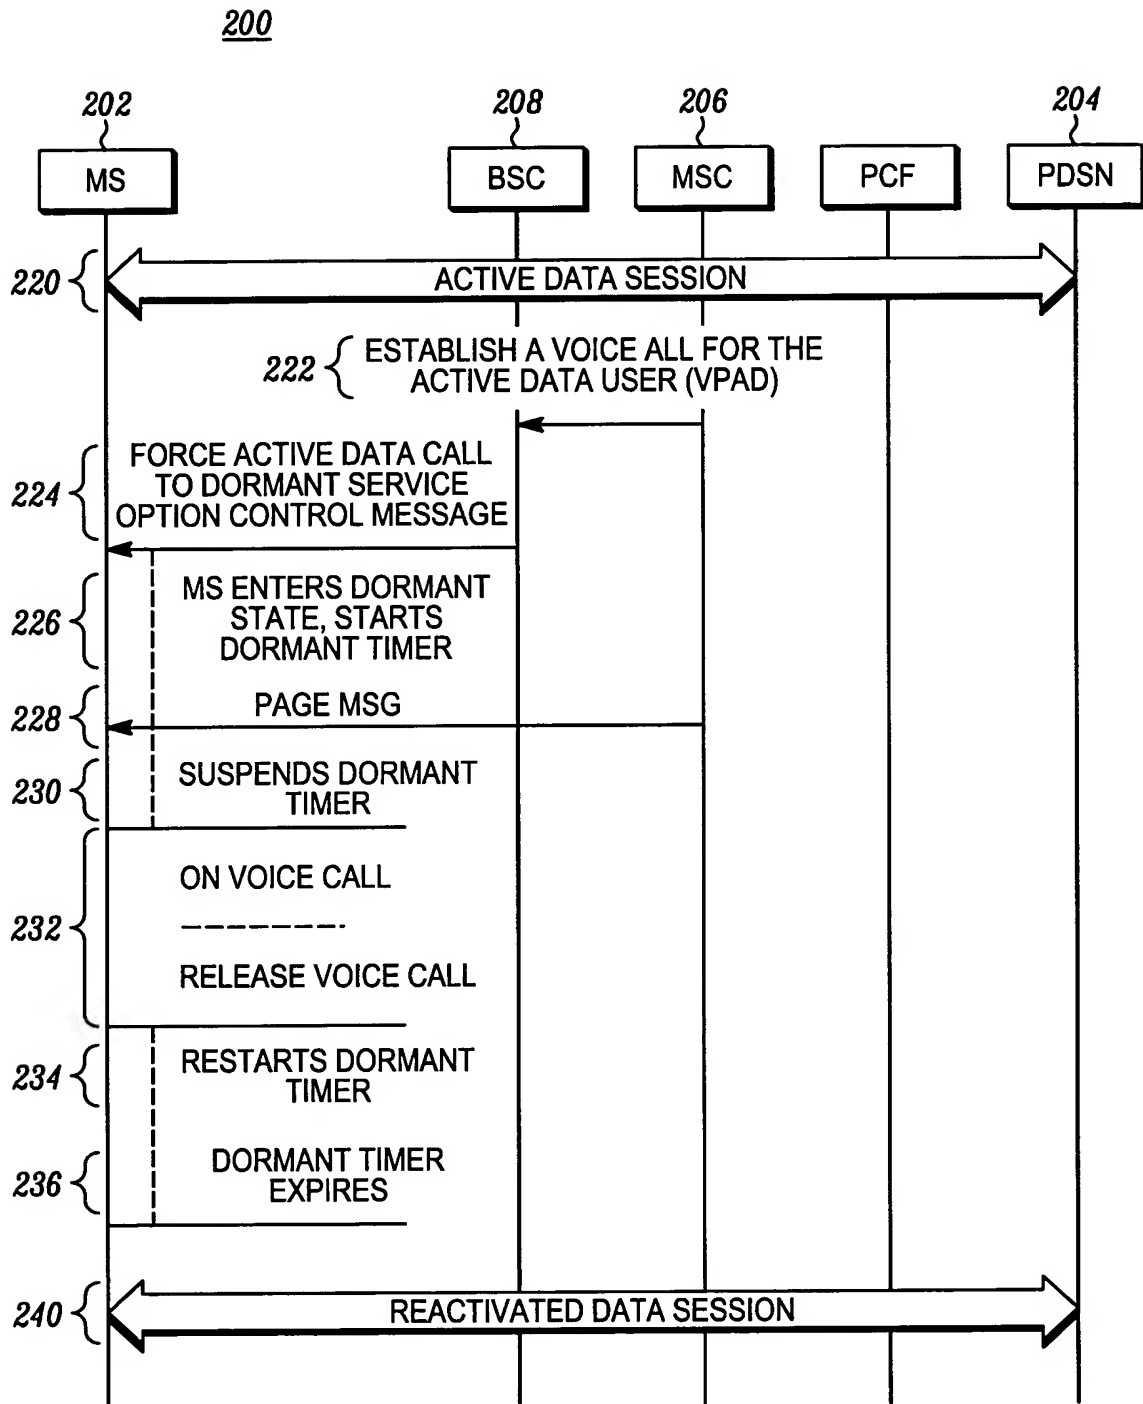 200
202
208
206
204
MS
BSC
MSC
PCF
PDSN
220
ACTIVE DATA SESSION
222
ESTABLISH A VOICE ALL FOR THE
ACTIVE DATA USER (VPAD)
224
FORCE ACTIVE DATA CALL
TO DORMANT SERVICE
OPTION CONTROL MESSAGE
226
MS ENTERS DORMANT
STATE, STARTS
DORMANT TIMER
228
PAGE MSG
230
SUSPENDS DORMANT
TIMER
232
ON VOICE CALL
RELEASE VOICE CALL
234
RESTARTS DORMANT
TIMER
236
DORMANT TIMER
EXPIRES
240
REACTIVATED DATA SESSION